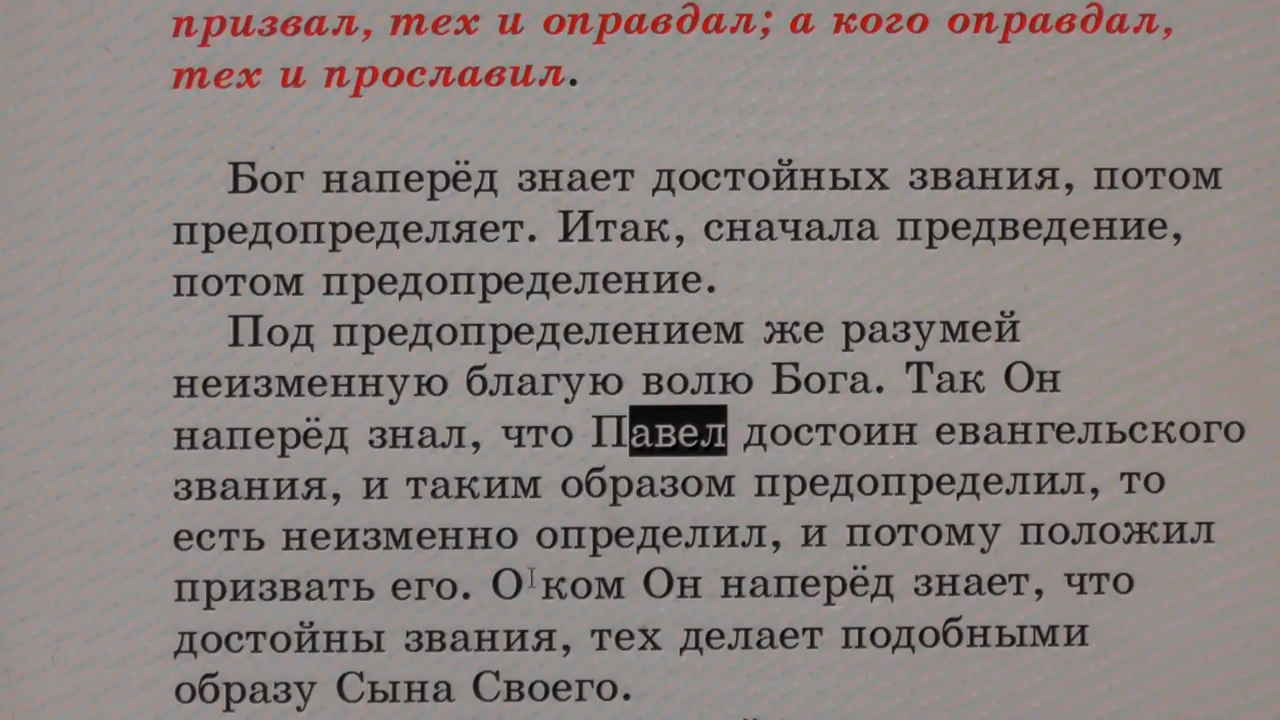 призвал, тех и оправдал; а кого оправдал,
тех и прославил.
Бог наперёд знает достойных звания, потом
предопределяет. Итак, сначала предведение,
потом предопределение.
Под предопределением же разумей
неизменную благую волю Бога. Так Он
наперёд знал, что Павел достоин евангельского
звания, и таким образом предопределил, то
есть неизменно определил, и потому положил
призвать его. О ком Он наперёд знает, что
достойны звания, тех делает подобными
образу Сына Своего.